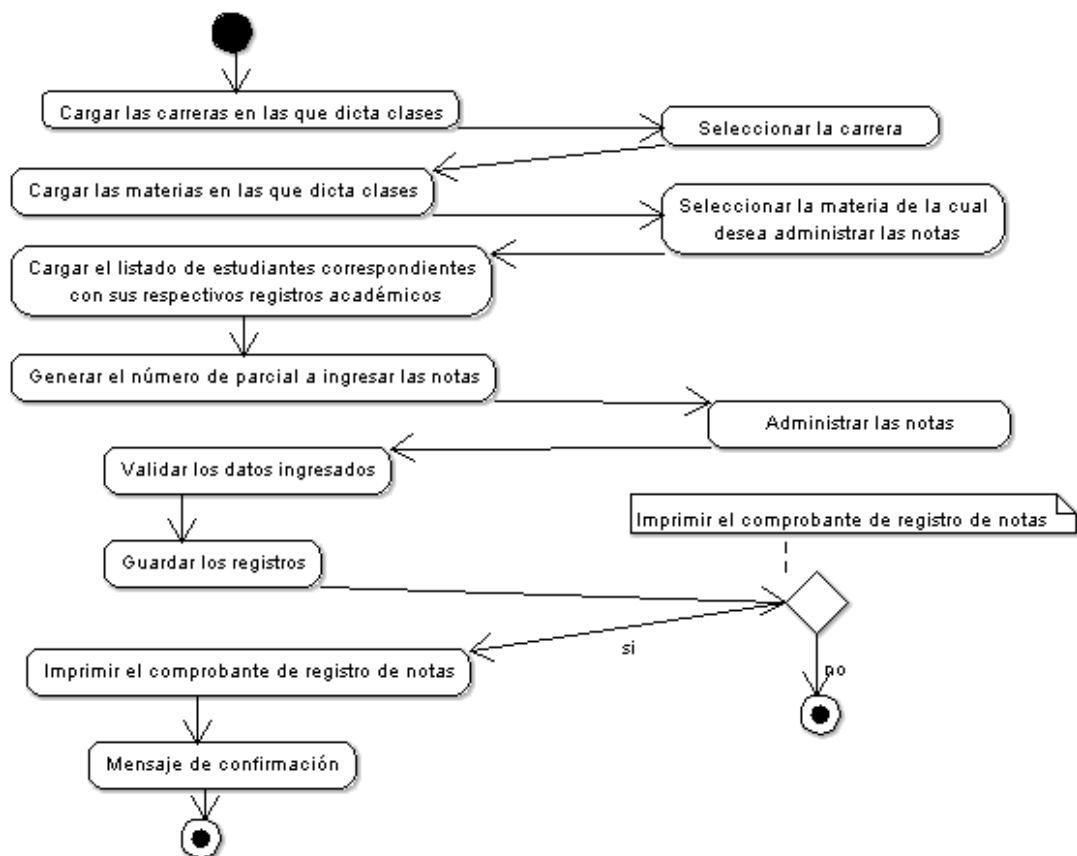 Cargar las carreras en las que dicta clases
Seleccionar la carrera
Cargar las materias en las que dicta clases
Seleccionar la materia de la cual
desea administrar las notas
Cargar el listado de estudiantes correspondientes
con sus respectivos registros académicos
Generar el número de parcial a ingresar las notas
Administrar las notas
Validar los datos ingresados
Imprimir el comprobante de registro de notas
Guardar los registros
si
Imprimir el comprobante de registro de notas
no
Mensaje de confirmación